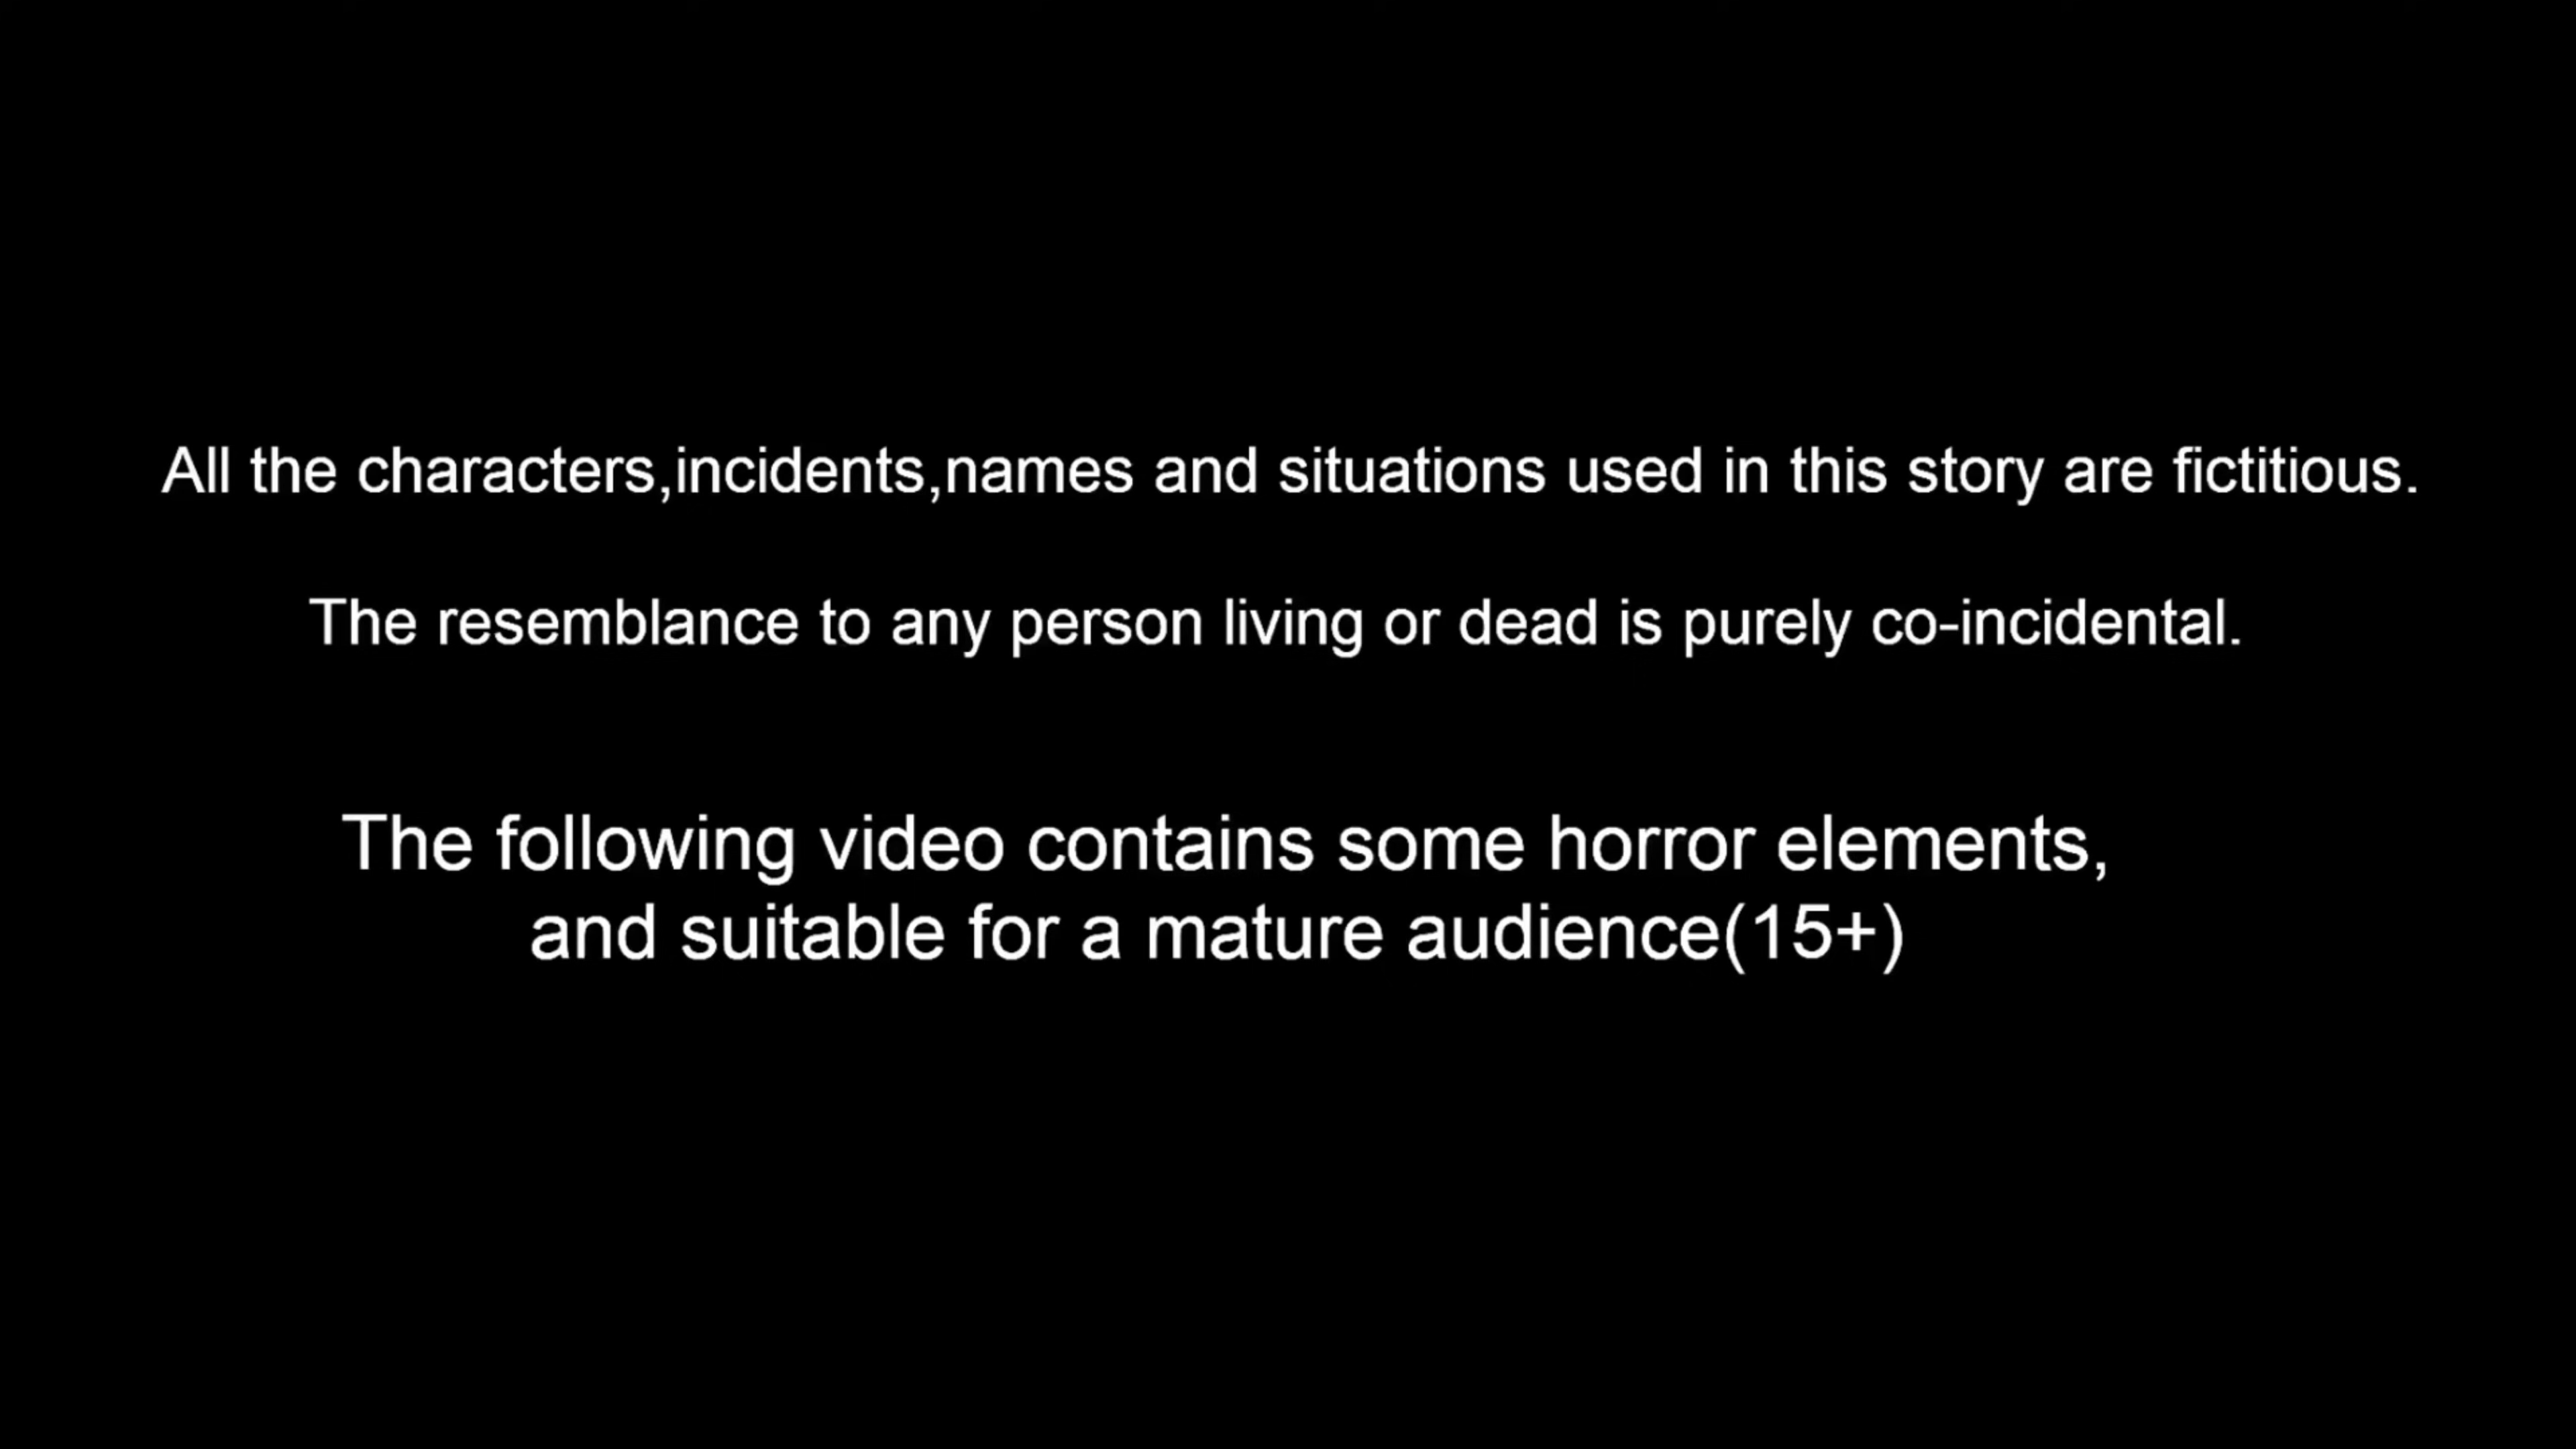 All the characters,incidents,names and situations used in this story are fictitious.
The resemblance to any person living or dead is purely co-incidental.
The following video contains some horror elements,
and suitable for a mature audience(15+)